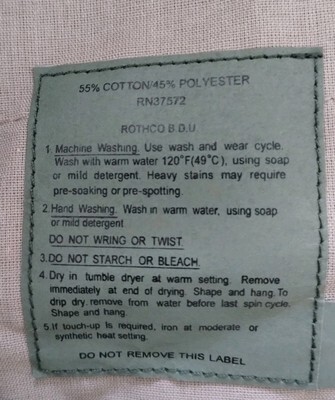 55% COTTON/45% POLYESTER
RN37572
ROTHCO B.D.U
1. Machine Washing. Use wash and wear cycle.
Wash with warm water 120°F(49°C), using soap
or mild detergent. Heavy stains may require
pre-soaking or pre-spotting.
2. Hand Washing. Wash in warm water, using soap
or mild detergent
DO NOT WRING OR TWIST
3. DO NOT STARCH OR BLEACH
4. Dry in tumble dryer at warm setting. Remove
immediately at end of drying. Shape and hang. To
drip dry, remove from water before last spin cycle.
Shape and hang.
5. If touch-up is required, iron at moderate or
synthetic heat setting.
DO NOT REMOVE THIS LABEL